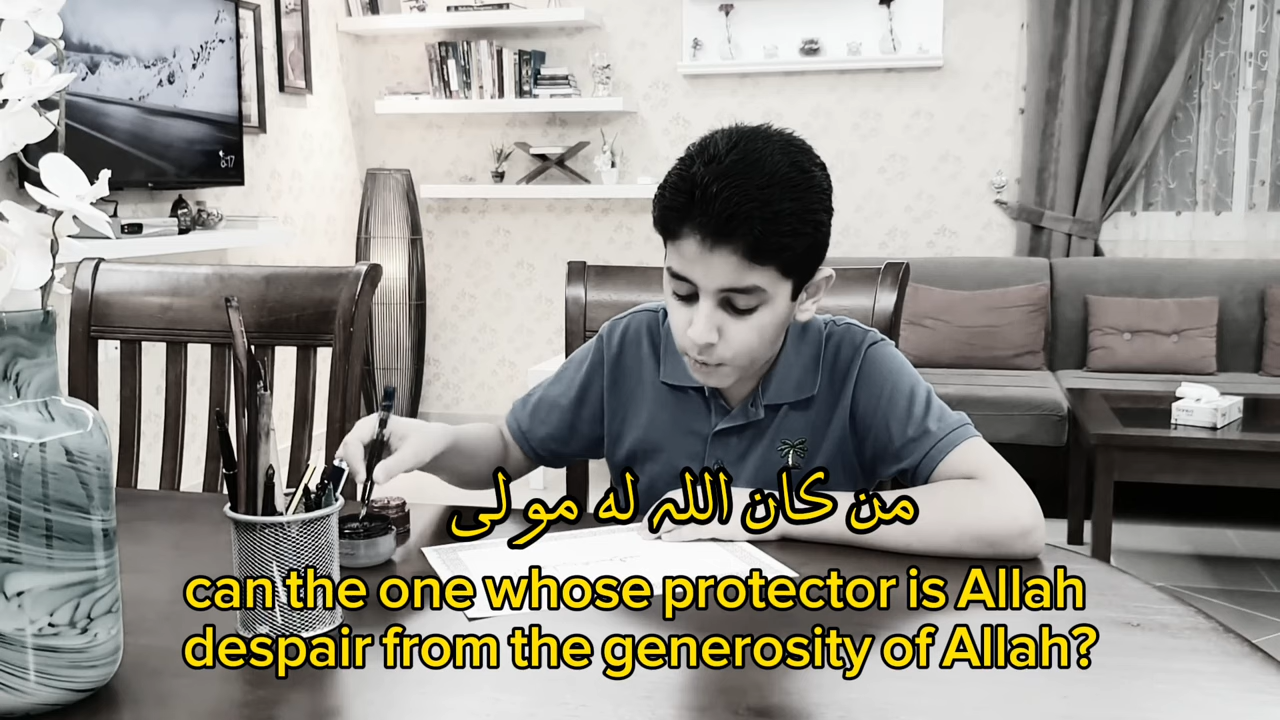 من كان الله له مولى
can the one whose protector is Allah
despair from the generosity of Allah?